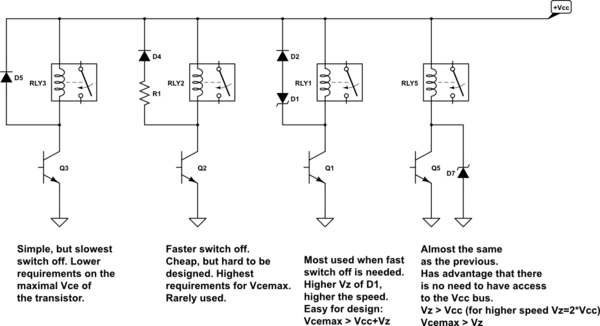 +Vcc
D5
RLY3
D4
R1
RLY2
D2
D1
RLY1
RLY5
Q3
Q2
Q1
Q5
D7
Simple, but slowest
switch off. Lower
requirements on the
maximal Vce of
the transistor.
Faster switch off.
Cheap, but hard to be
designed. Highest
requirements for Vcemax.
Rarely used.
Most used when fast
switch off is needed.
Higher Vz of D1,
higher the speed.
Easy for design:
Vcemax > Vcc+Vz
Almost the same
as the previous.
Has advantage that there
is no need to have access
to the Vcc bus.
Vz > Vcc (for higher speed Vz=2*Vcc)
Vcemax > Vz